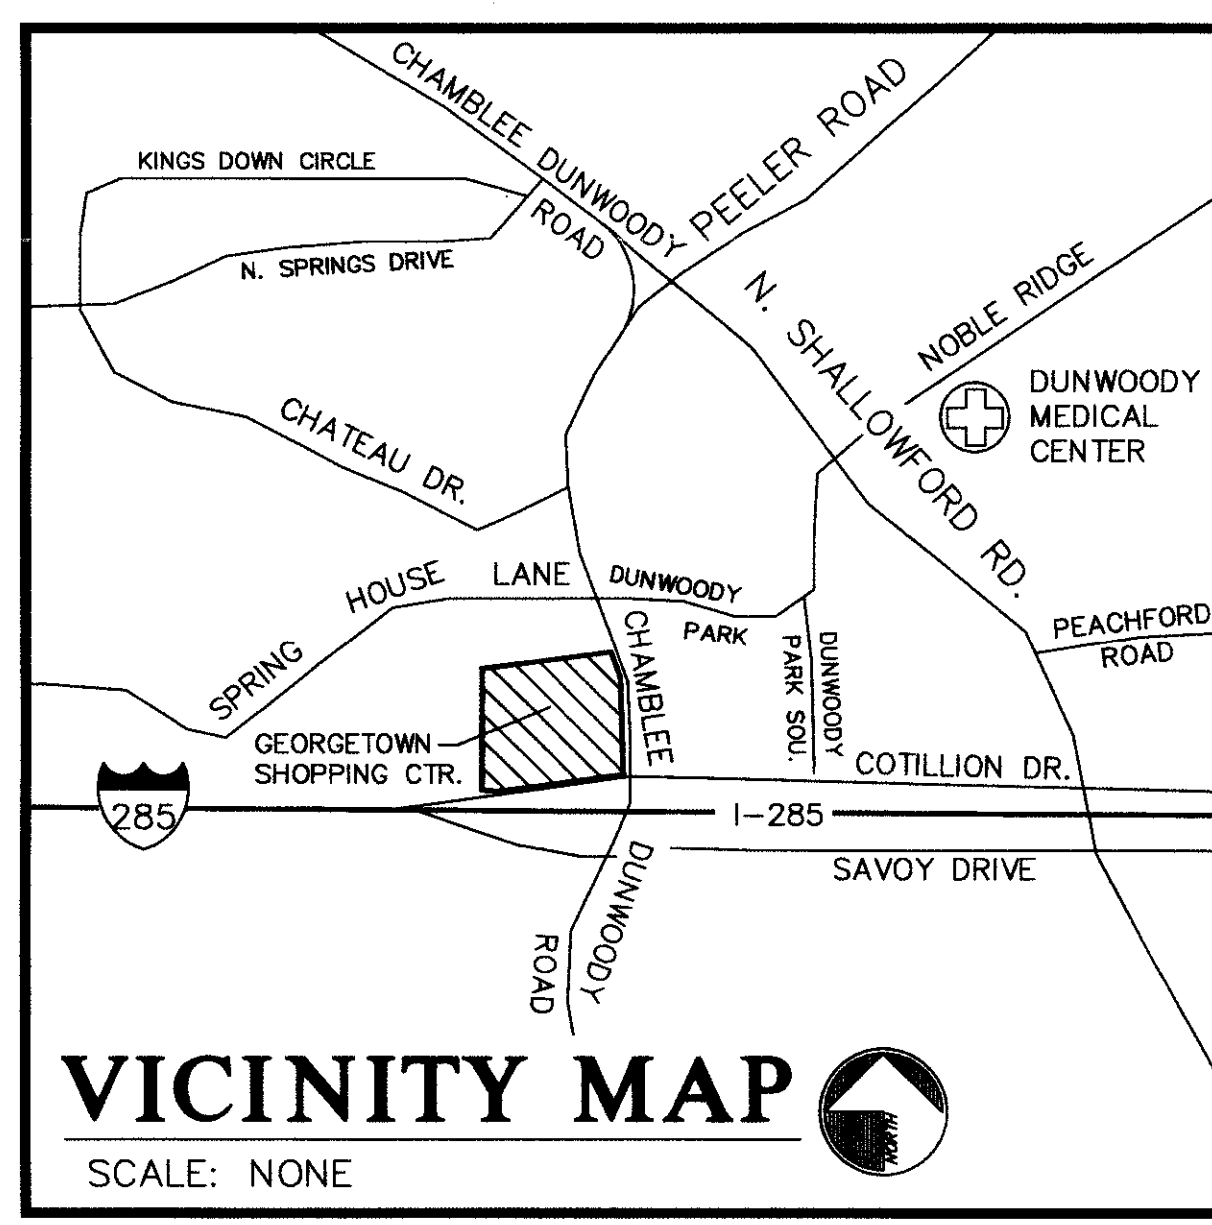 CHAMBLEE DUNWOODY
ROAD
PEELER ROAD
KINGS DOWN CIRCLE
N. SPRINGS DRIVE
N. SHALLOWFORD RD.
NOBLE RIDGE
DUNWOODY
MEDICAL
CENTER
CHATEAU DR.
SPRING HOUSE LANE
DUNWOODY
PARK
CHAMBLEE
DUNWOODY
PARK SOU.
PEACHFORD
ROAD
GEORGETOWN
SHOPPING CTR.
COTILLION DR.
285
I-285
SAVOY DRIVE
DUNWOODY
ROAD
VICINITY MAP
NORTH
SCALE: NONE